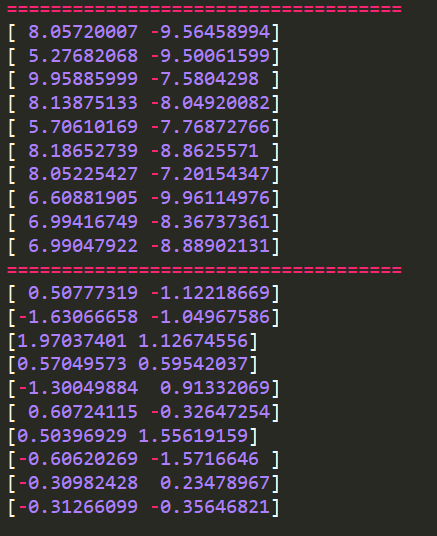 ====================================
[ 8.05720007 -9.56458994]
[ 5.27682068 -9.50061599]
[ 9.95885999 -7.5804298 ]
[ 8.13875133 -8.04920082]
[ 5.70610169 -7.76872766]
[ 8.18652739 -8.8625571 ]
[ 8.05225427 -7.20154347]
[ 6.60881905 -9.96114976]
[ 6.99416749 -8.36737361]
[ 6.99047922 -8.88902131]
====================================
[ 0.50777319 -1.12218669]
[-1.63066658 -1.04967586]
[1.97037401 1.12674556]
[0.57049573 0.59542037]
[-1.30049884  0.91332069]
[ 0.60724115 -0.32647254]
[0.50396929 1.55619159]
[-0.60620269 -1.5716646 ]
[-0.30982428  0.23478967]
[-0.31266099 -0.35646821]